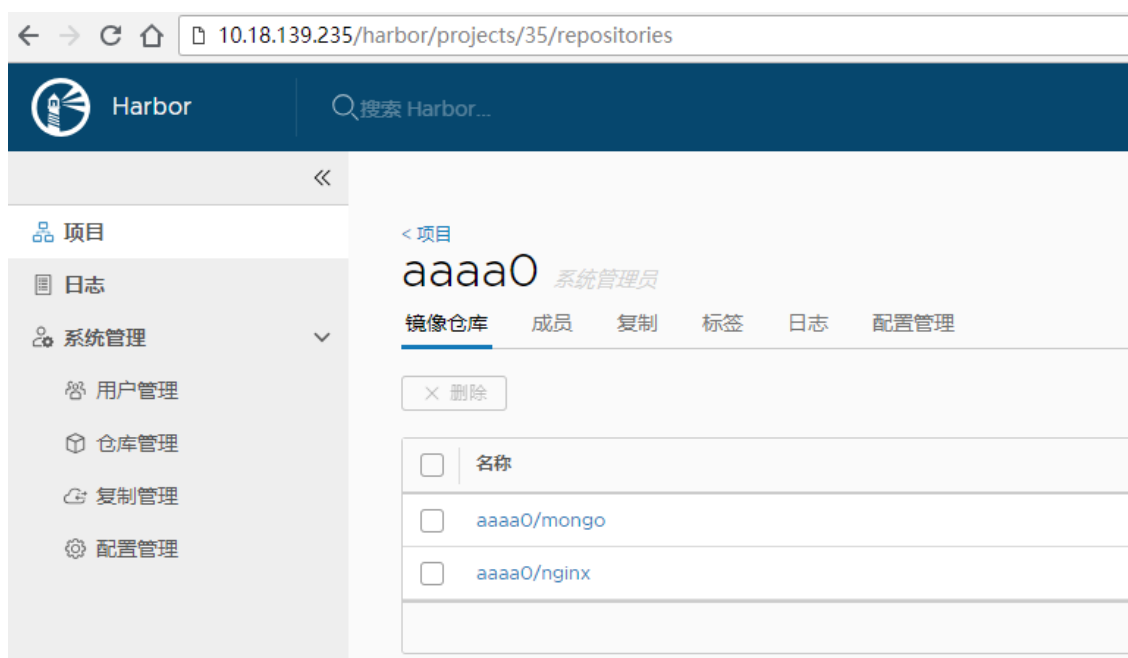 10.18.139.235/harbor/projects/35/repositories
Harbor
搜索 Harbor...
项目
日志
系统管理
用户管理
仓库管理
复制管理
配置管理
< 项目
aaaa0 系统管理员
镜像仓库 成员 复制 标签 日志 配置管理
× 删除
名称
aaaa0/mongo
aaaa0/nginx